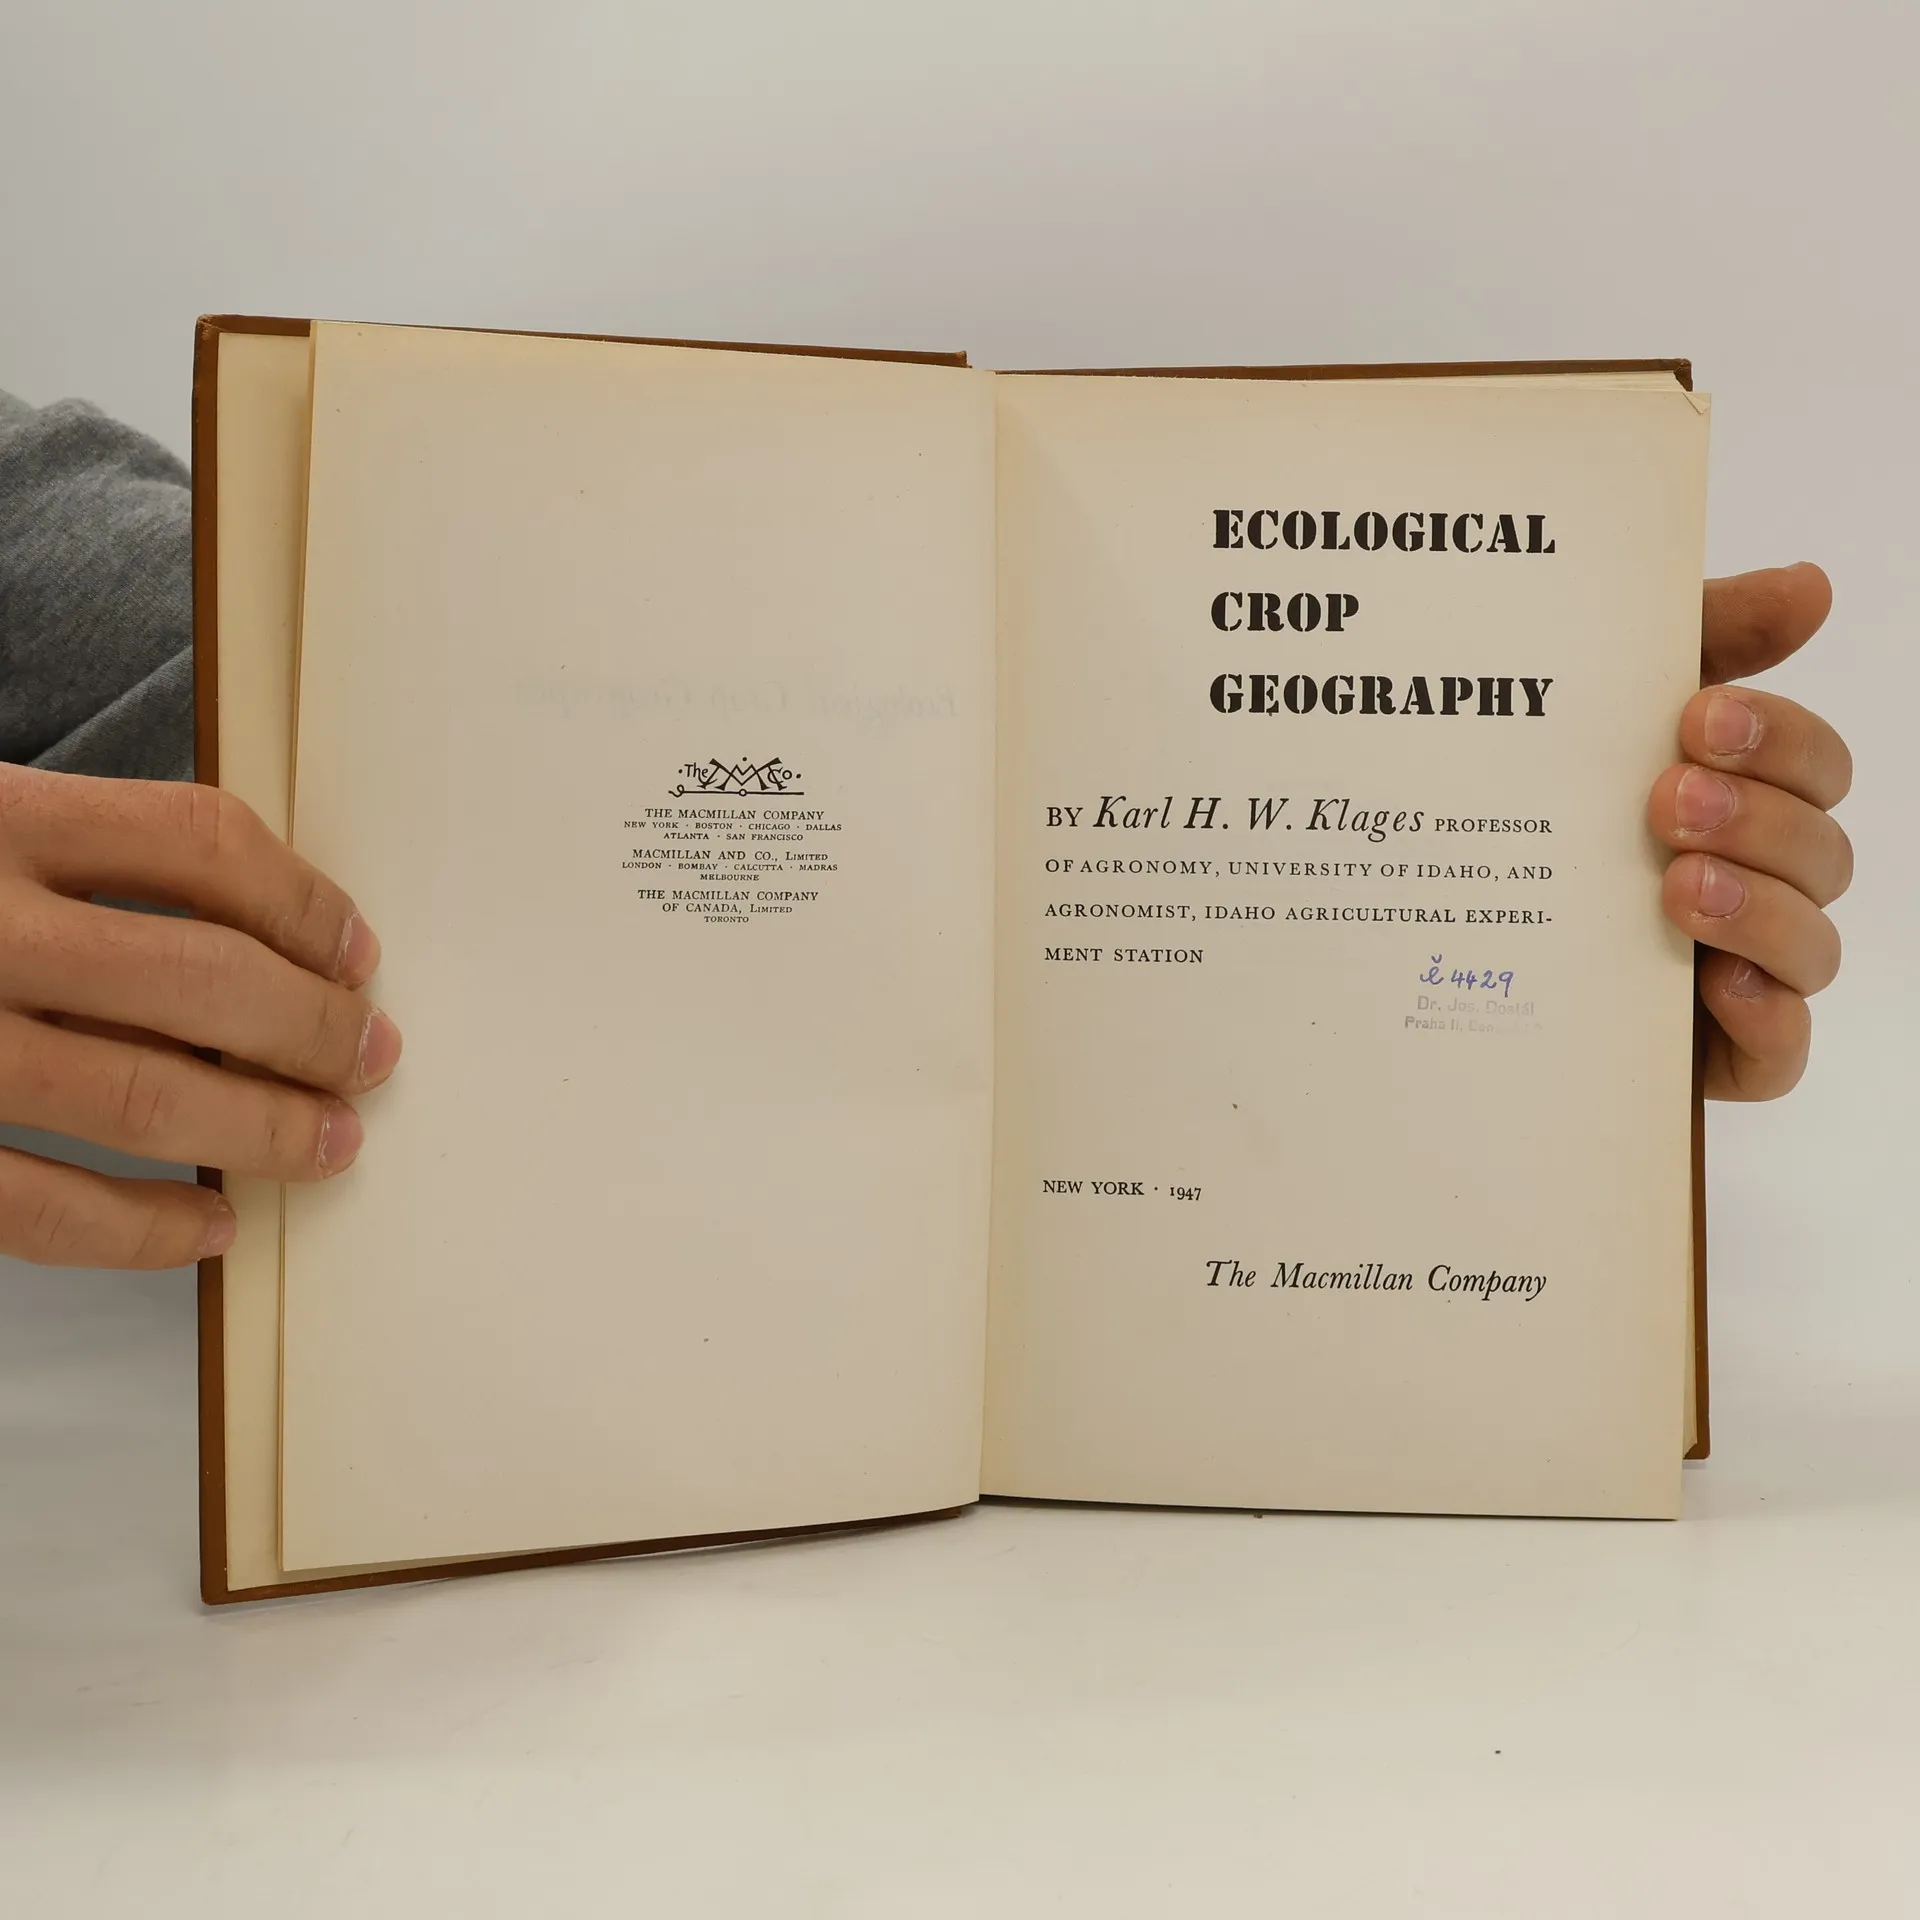 The M Co.
THE MACMILLAN COMPANY
NEW YORK · BOSTON · CHICAGO · DALLAS
ATLANTA · SAN FRANCISCO
MACMILLAN AND CO., LIMITED
LONDON · BOMBAY · CALCUTTA · MADRAS
MELBOURNE
THE MACMILLAN COMPANY
OF CANADA, LIMITED
TORONTO
ECOLOGICAL
CROP
GEOGRAPHY
BY Karl H. W. Klages PROFESSOR
OF AGRONOMY, UNIVERSITY OF IDAHO, AND
AGRONOMIST, IDAHO AGRICULTURAL EXPERI-
MENT STATION
č 4429
Dr. Jos. Dostál
Praha II,
NEW YORK · 1947
The Macmillan Company